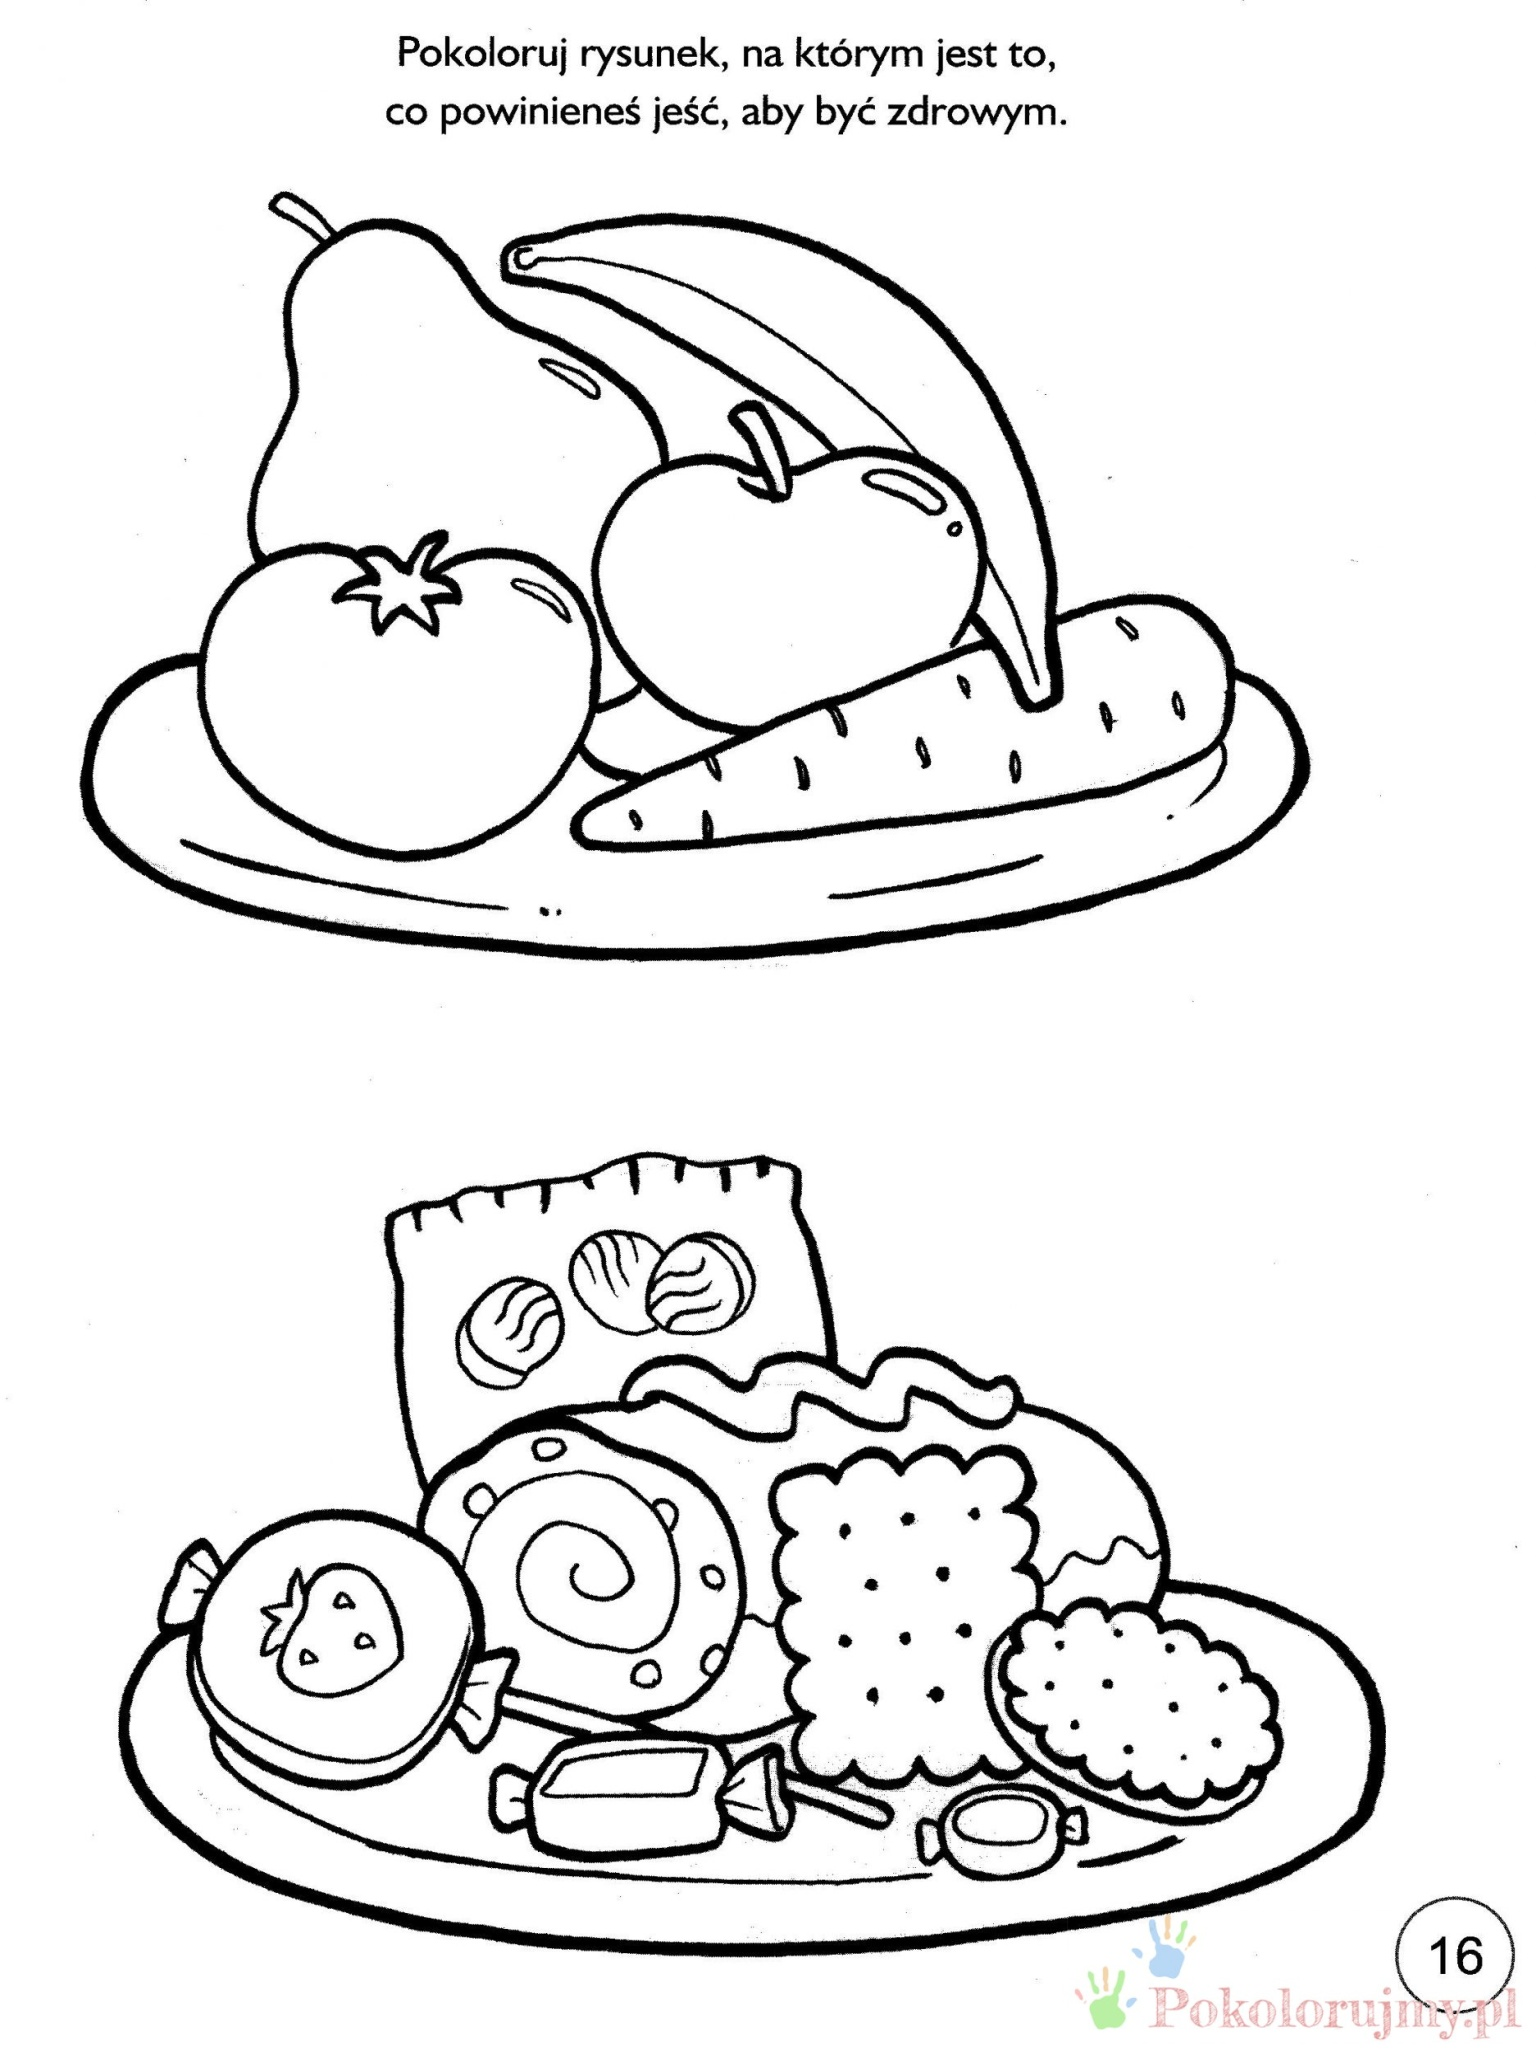 Pokoloruj rysunek, na którym jest to,
co powinieneś jeść, aby być zdrowym.
16
Pokolorujmy.pl